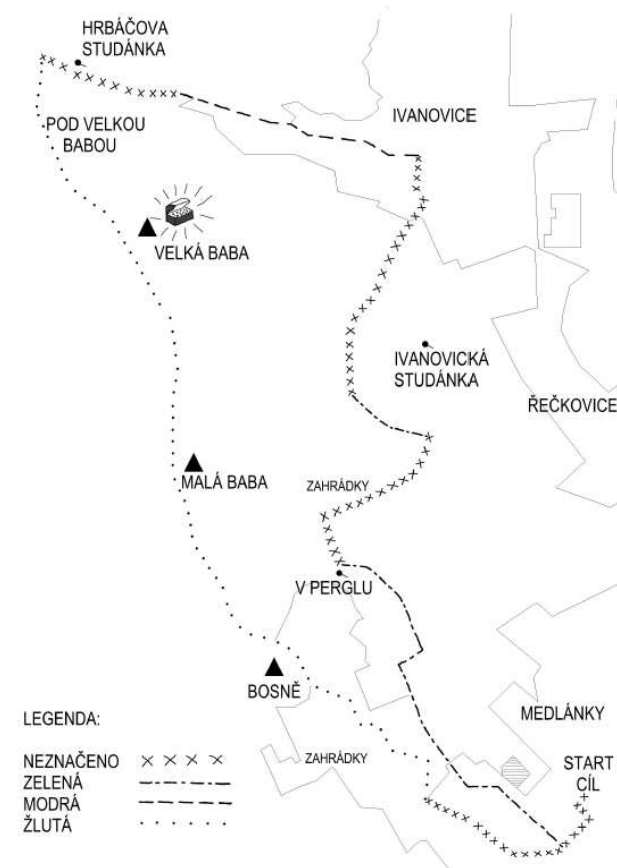 HRBÁČOVA
STUDÁNKA
POD VELKOU
BABOU
IVANOVICE
VELKÁ BABA
IVANOVICKÁ
STUDÁNKA
ŘEČKOVICE
MALÁ BABA
ZAHRÁDKY
V PERGLU
BOSNĚ
MEDLÁNKY
ZAHRÁDKY
START
CÍL
LEGENDA:
NEZNAČENO
ZELENÁ
MODRÁ
ŽLUTÁ